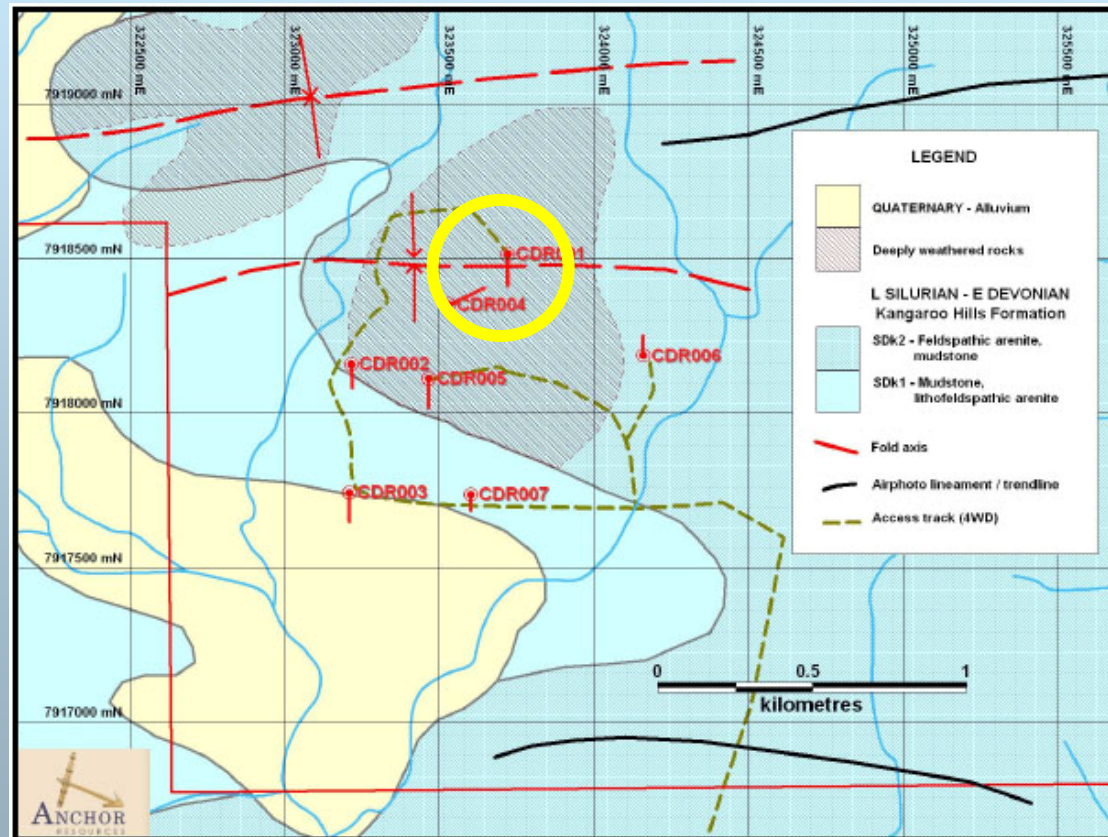 322500 mE
323000 mE
323500 mE
324000 mE
324500 mE
325000 mE
325500 mE
7919000 mN
7918500 mN
7918000 mN
7917500 mN
7917000 mN
CDR001
CDR004
CDR002
CDR005
CDR006
CDR003
CDR007
LEGEND
QUATERNARY - Alluvium
Deeply weathered rocks
L SILURIAN - E DEVONIAN
Kangaroo Hills Formation
SDk2 - Feldspathic arenite,
mudstone
SDk1 - Mudstone,
lithofeldspathic arenite
Fold axis
Airphoto lineament / trendline
Access track (4WD)
0 0.5 1
kilometres
ANCHOR
RESOURCES